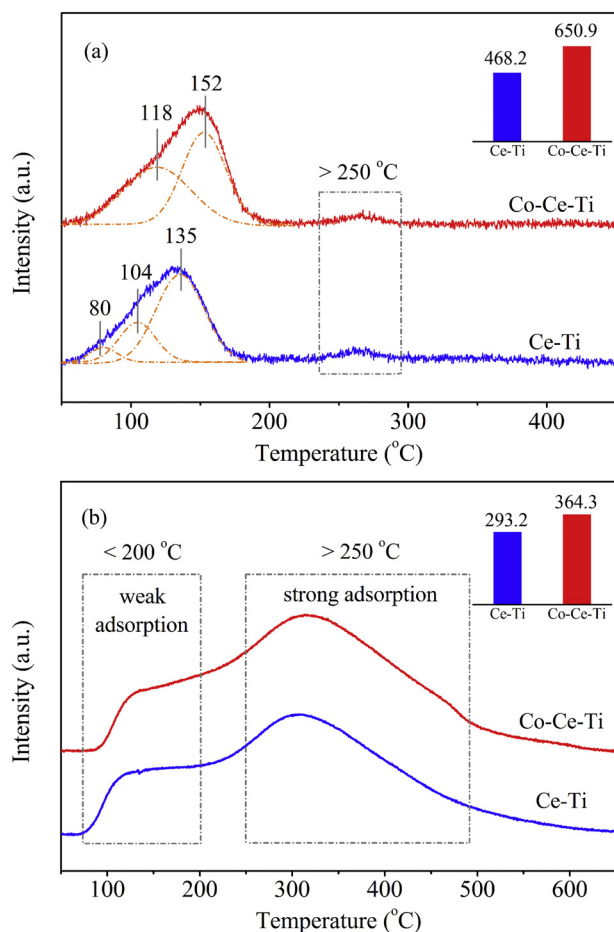 (a)
650.9
468.2
Ce-Ti Co-Ce-Ti
152
118
> 250 °C
Co-Ce-Ti
135
104
80
Ce-Ti
Intensity (a.u.)
100 200 300 400
Temperature (°C)
(b)
364.3
293.2
Ce-Ti Co-Ce-Ti
< 200 °C > 250 °C
weak
adsorption
strong adsorption
Co-Ce-Ti
Ce-Ti
Intensity (a.u.)
100 200 300 400 500 600
Temperature (°C)